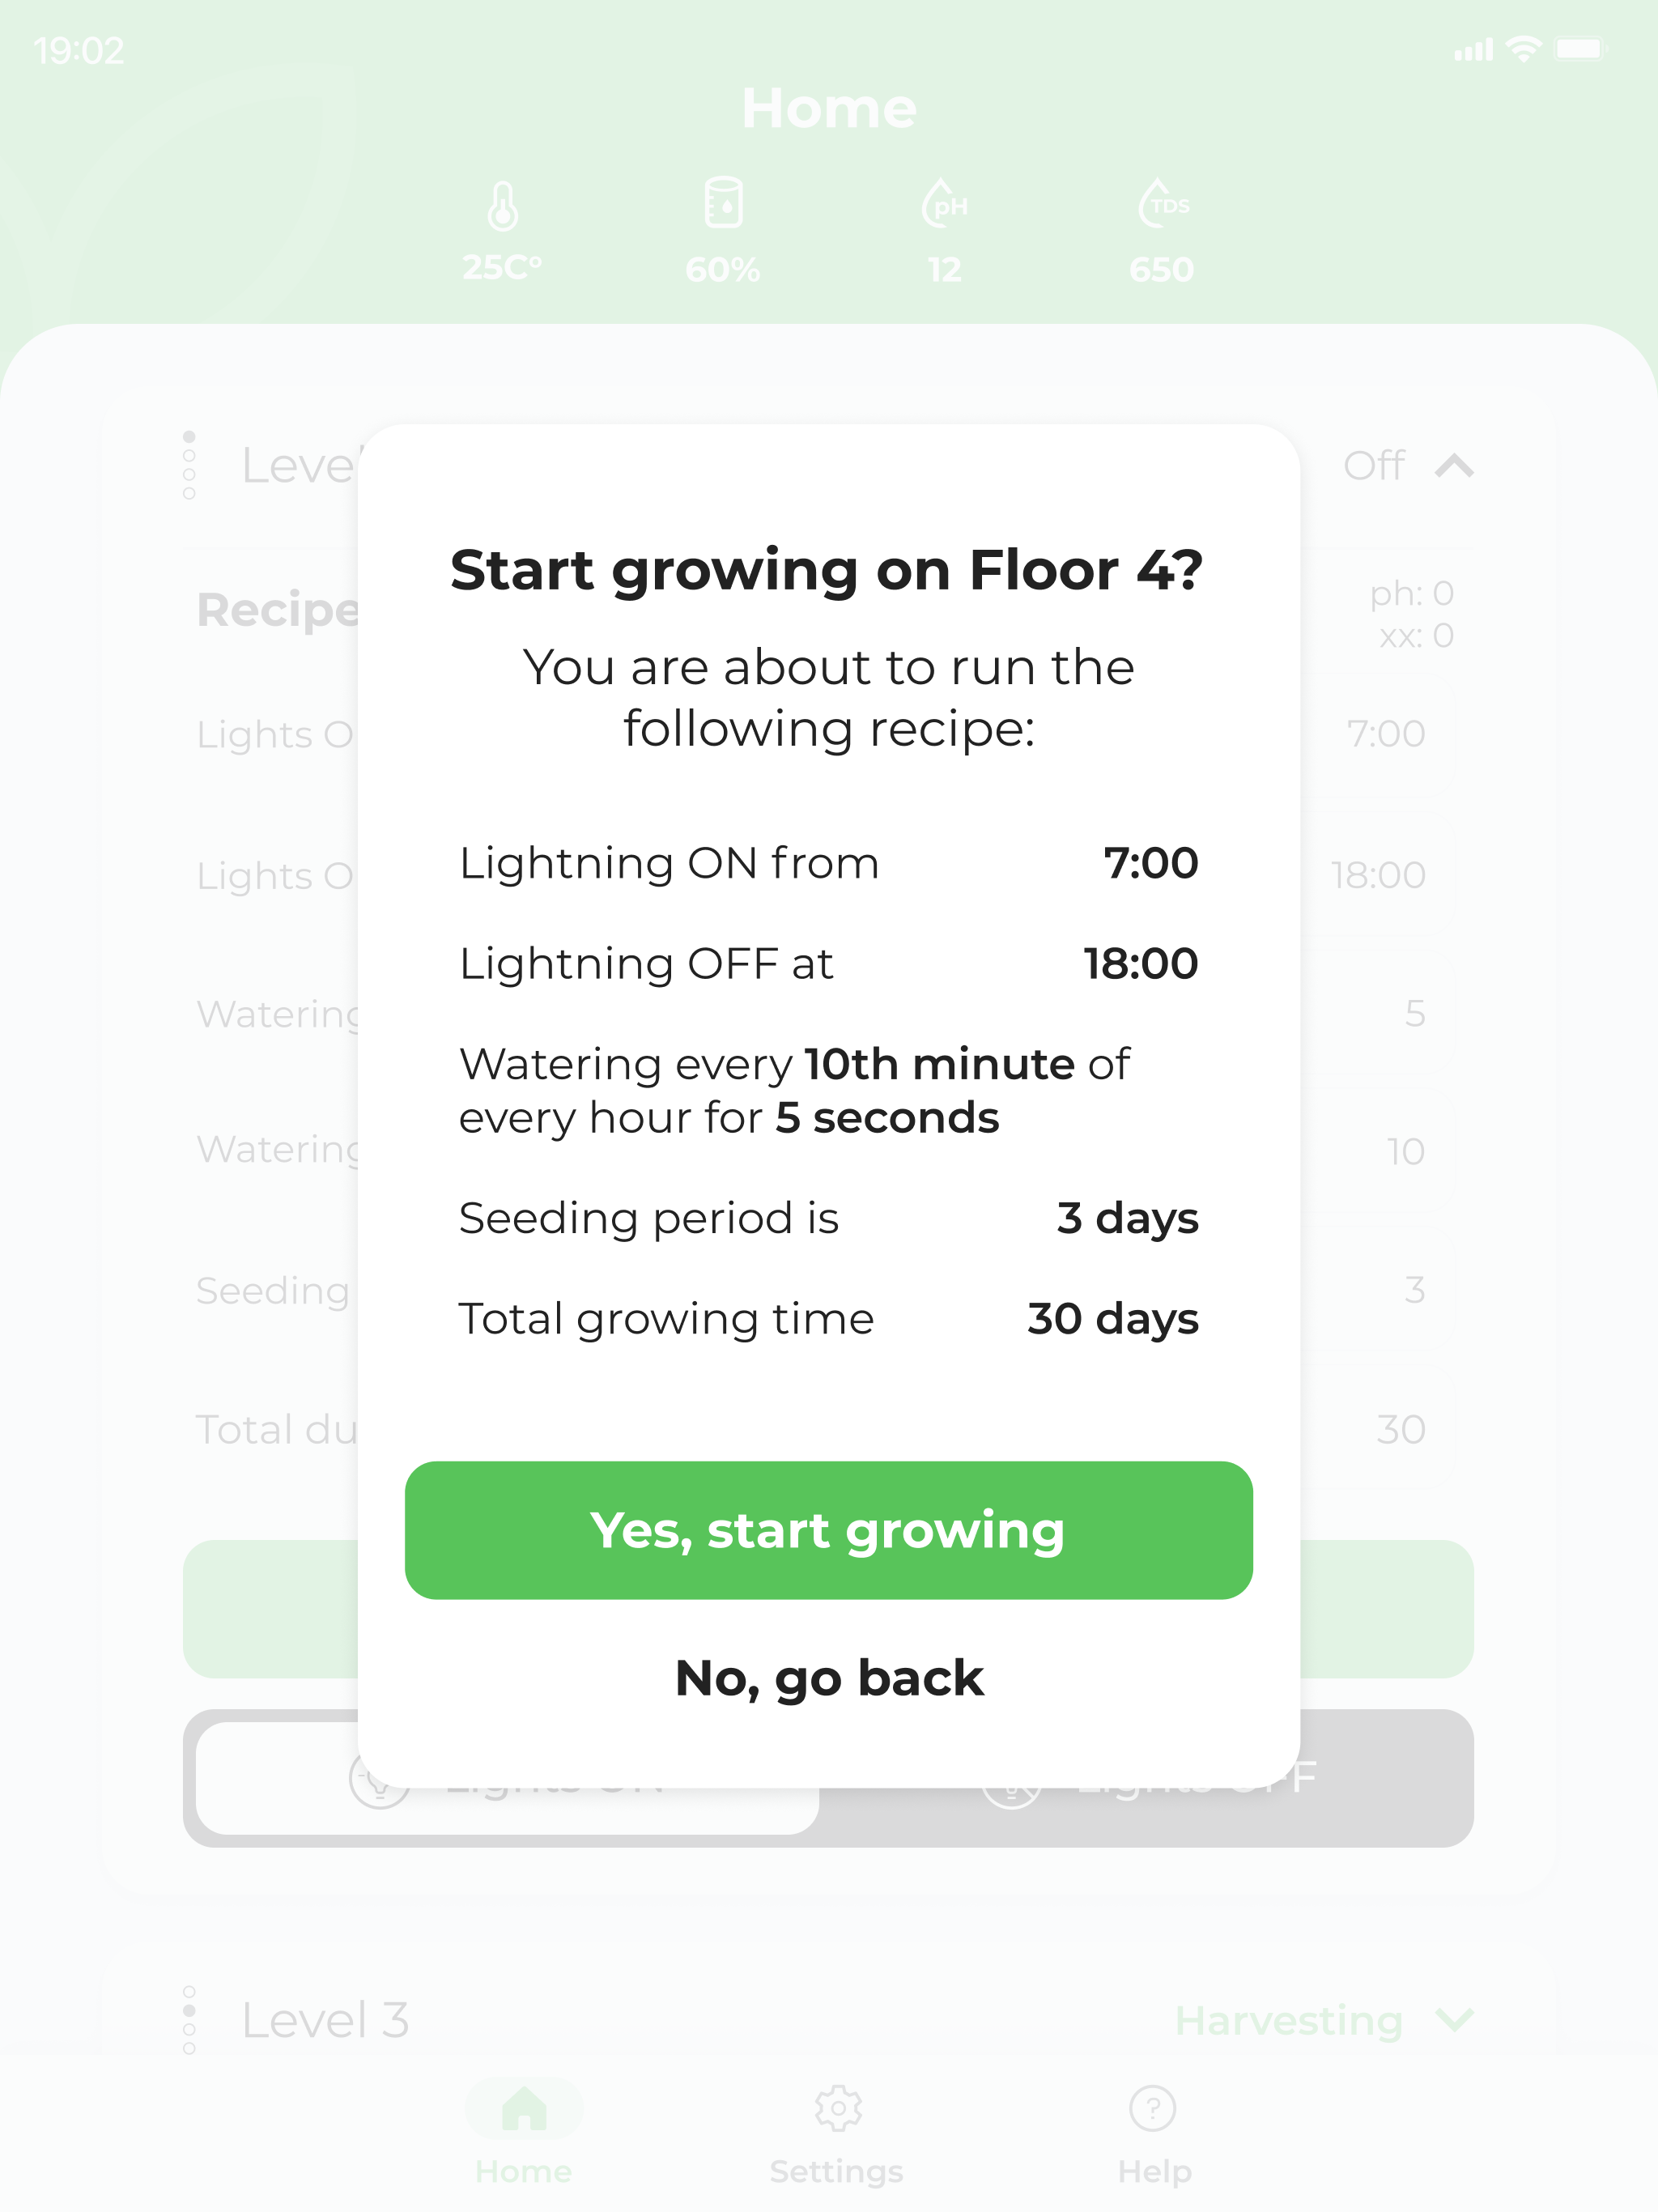 19:02
Home
25C°
60%
pH
12
TDS
650
Level
Off
Start growing on Floor 4?
Recipe
ph: 0
xx: 0
You are about to run the
following recipe:
Lights O
7:00
Lightning ON from 7:00
Lights O
18:00
Lightning OFF at 18:00
Watering
5
Watering every 10th minute of
every hour for 5 seconds
Watering
10
Seeding period is 3 days
Seeding
3
Total growing time 30 days
Total du
30
Yes, start growing
No, go back
Lights ON
Lights OFF
Level 3
Harvesting
Home
Settings
?
Help